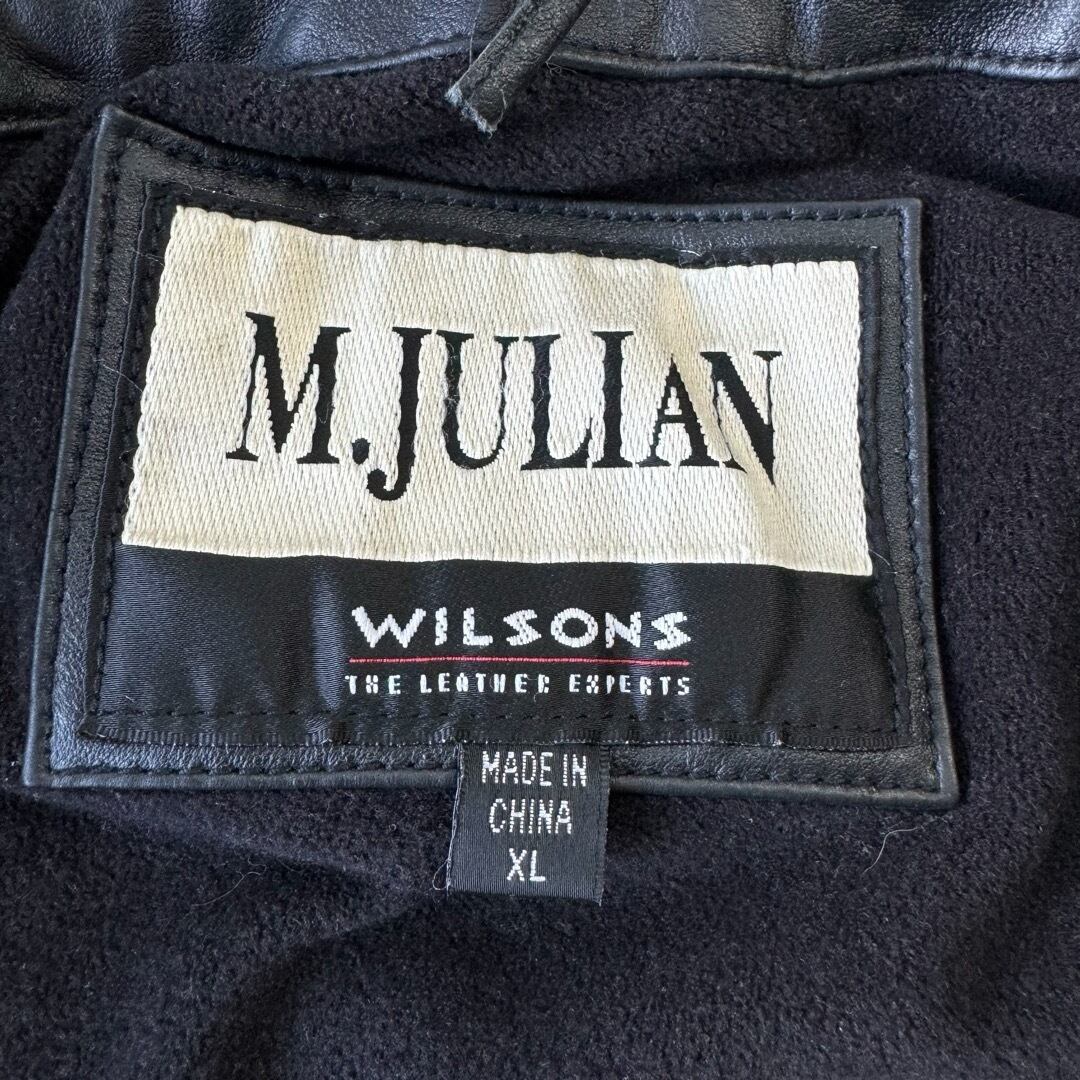 M.JULIAN
WILSONS
THE LEATHER EXPERTS
MADE IN
CHINA
XL